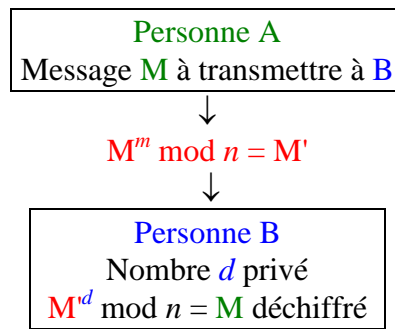 Personne A
Message M à transmettre à B
↓
M^m mod n = M'
↓
Personne B
Nombre d privé
M'^d mod n = M déchiffré